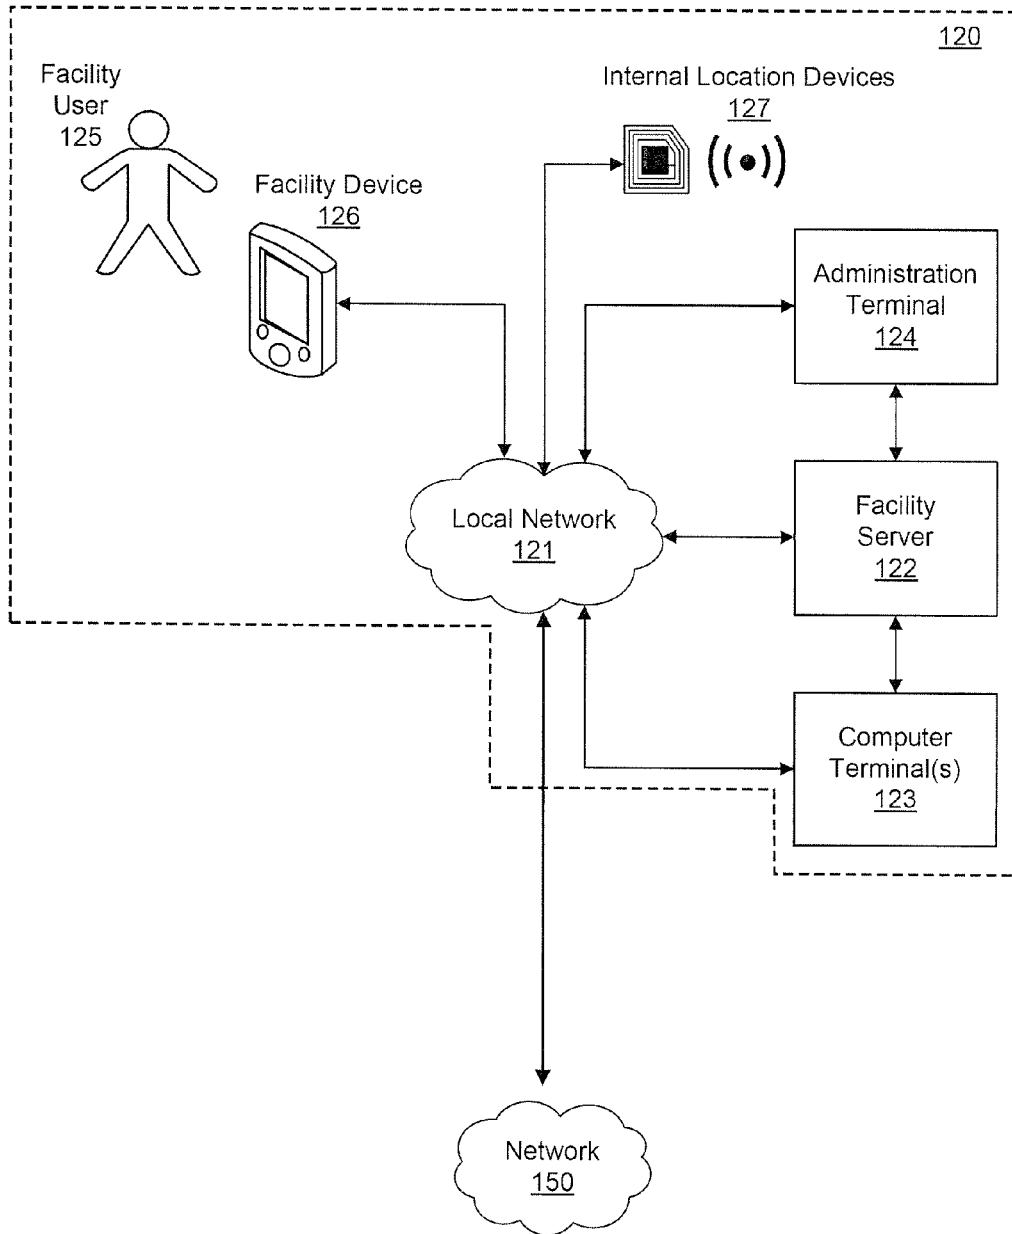 120
Facility
User
125
Internal Location Devices
127
Facility Device
126
Administration
Terminal
124
Local Network
121
Facility
Server
122
Computer
Terminal(s)
123
Network
150